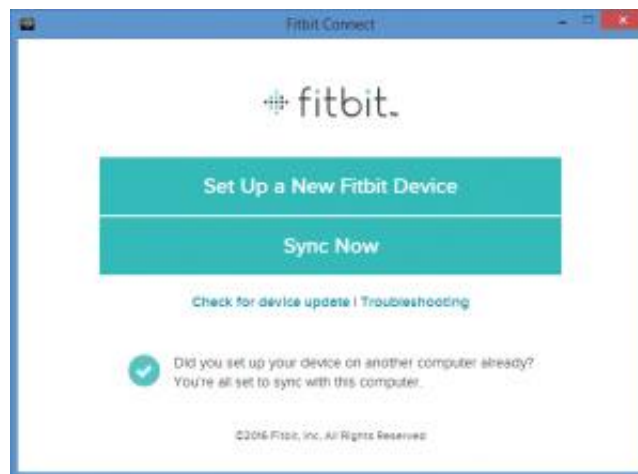 Fitbit Connect
fitbit™
Set Up a New Fitbit Device
Sync Now
Check for device update | Troubleshooting
Did you set up your device on another computer already?
You're all set to sync with this computer.
©2016 Fitbit, Inc. All Rights Reserved